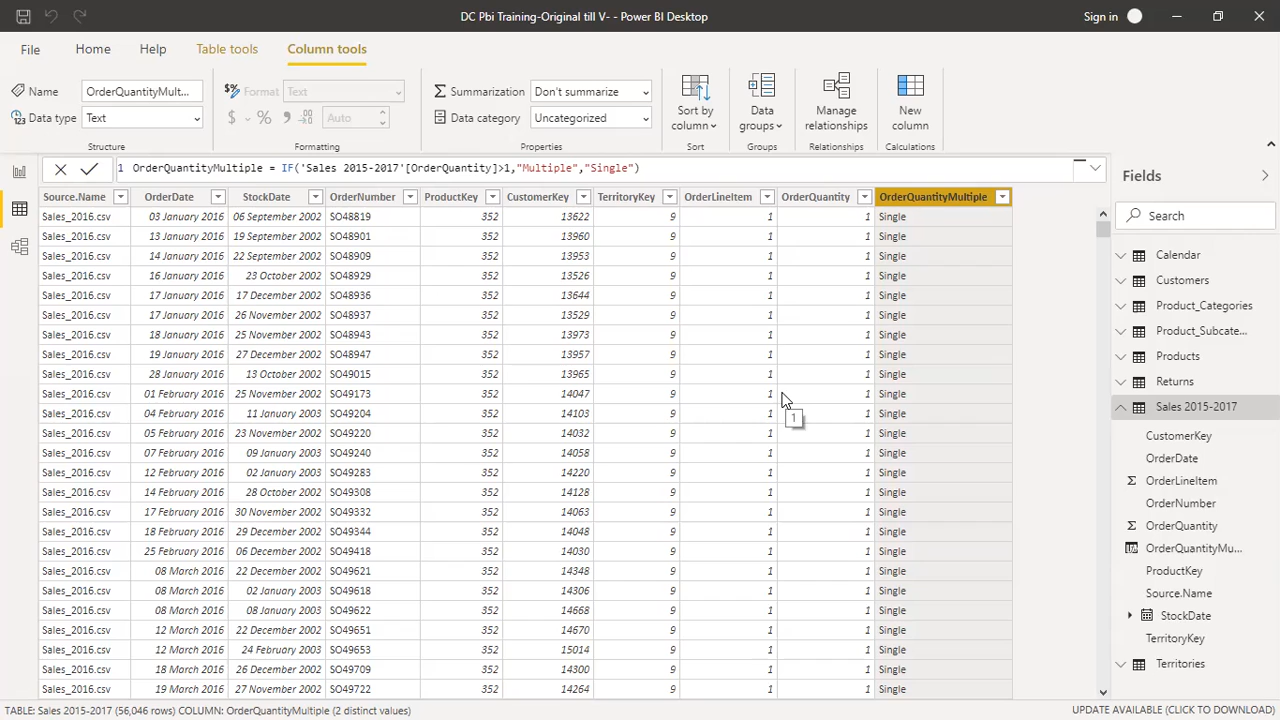 DC Pbi Training-Original till V- - Power BI Desktop
Sign in
File Home Help Table tools Column tools
Name OrderQuantityMult...
Data type Text
Structure
$% Format Text
$ % Auto
Formatting
Summarization Don't summarize
Data category Uncategorized
Properties
Sort by column
Sort
Data groups
Groups
Manage relationships
Relationships
New column
Calculations
1 OrderQuantityMultiple = IF('Sales 2015-2017'[OrderQuantity]>1,"Multiple","Single")
Source.Name OrderDate StockDate OrderNumber ProductKey CustomerKey TerritoryKey OrderLineItem OrderQuantity OrderQuantityMultiple
Sales_2016.csv 03 January 2016 06 September 2002 SO48819 352 13622 9 1 1 Single
Sales_2016.csv 13 January 2016 19 September 2002 SO48901 352 13960 9 1 1 Single
Sales_2016.csv 14 January 2016 22 September 2002 SO48909 352 13953 9 1 1 Single
Sales_2016.csv 16 January 2016 23 October 2002 SO48929 352 13526 9 1 1 Single
Sales_2016.csv 17 January 2016 17 December 2002 SO48936 352 13644 9 1 1 Single
Sales_2016.csv 17 January 2016 26 November 2002 SO48937 352 13529 9 1 1 Single
Sales_2016.csv 18 January 2016 25 November 2002 SO48943 352 13973 9 1 1 Single
Sales_2016.csv 19 January 2016 27 December 2002 SO48947 352 13957 9 1 1 Single
Sales_2016.csv 28 January 2016 13 October 2002 SO49015 352 13965 9 1 1 Single
Sales_2016.csv 01 February 2016 25 November 2002 SO49173 352 14047 9 1 1 Single
Sales_2016.csv 04 February 2016 11 January 2003 SO49204 352 14103 9 1 1 Single
Sales_2016.csv 05 February 2016 23 November 2002 SO49220 352 14032 9 1 1 Single
Sales_2016.csv 07 February 2016 09 January 2003 SO49240 352 14058 9 1 1 Single
Sales_2016.csv 12 February 2016 02 January 2003 SO49283 352 14220 9 1 1 Single
Sales_2016.csv 14 February 2016 28 October 2002 SO49308 352 14128 9 1 1 Single
Sales_2016.csv 17 February 2016 30 November 2002 SO49332 352 14063 9 1 1 Single
Sales_2016.csv 18 February 2016 29 December 2002 SO49344 352 14048 9 1 1 Single
Sales_2016.csv 25 February 2016 06 December 2002 SO49418 352 14030 9 1 1 Single
Sales_2016.csv 08 March 2016 22 December 2002 SO49621 352 14348 9 1 1 Single
Sales_2016.csv 08 March 2016 02 January 2003 SO49618 352 14306 9 1 1 Single
Sales_2016.csv 08 March 2016 08 January 2003 SO49622 352 14668 9 1 1 Single
Sales_2016.csv 12 March 2016 22 December 2002 SO49651 352 14670 9 1 1 Single
Sales_2016.csv 12 March 2016 24 February 2003 SO49653 352 15014 9 1 1 Single
Sales_2016.csv 18 March 2016 26 December 2002 SO49709 352 14300 9 1 1 Single
Sales_2016.csv 19 March 2016 27 November 2002 SO49722 352 14264 9 1 1 Single
1
Fields
Search
Calendar
Customers
Product_Categories
Product_Subcate...
Products
Returns
Sales 2015-2017
CustomerKey
OrderDate
OrderLineItem
OrderNumber
OrderQuantity
OrderQuantityMu...
ProductKey
Source.Name
StockDate
TerritoryKey
Territories
TABLE: Sales 2015-2017 (56,046 rows) COLUMN: OrderQuantityMultiple (2 distinct values)
UPDATE AVAILABLE (CLICK TO DOWNLOAD)